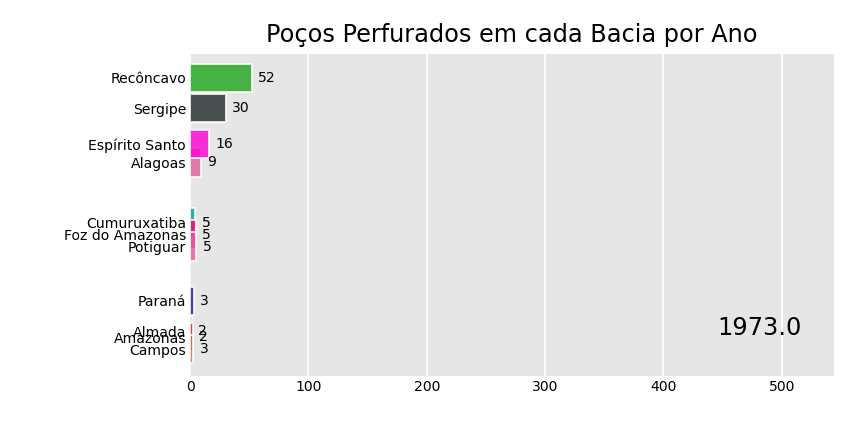 Poços Perfurados em cada Bacia por Ano
Recôncavo 52
Sergipe 30
Espírito Santo 16
Alagoas 9
Cumuruxatiba 5
Foz do Amazonas 5
Potiguar 5
Paraná 3
1973.0
Almada 2
Amazonas 2
Campos 3
0 100 200 300 400 500